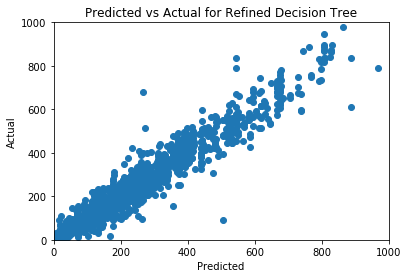 Predicted vs Actual for Refined Decision Tree
1000
800
600
400
200
0
Actual
0 200 400 600 800 1000
Predicted